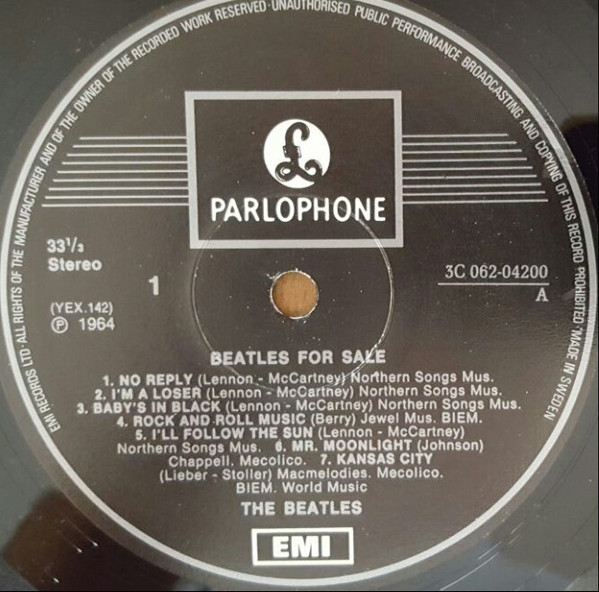 EMI RECORDS LTD · ALL RIGHTS OF THE MANUFACTURER AND OF THE OWNER OF THE RECORDED WORK RESERVED · UNAUTHORISED PUBLIC PERFORMANCE BROADCASTING AND COPYING OF THIS RECORD PROHIBITED · MADE IN SWEDEN
£
PARLOPHONE
33 1/3
Stereo
1
3C 062-04200
A
(YEX.142)
℗ 1964
BEATLES FOR SALE
1. NO REPLY (Lennon - McCartney) Northern Songs Mus.
2. I'M A LOSER (Lennon - McCartney) Northern Songs Mus.
3. BABY'S IN BLACK (Lennon - McCartney) Northern Songs Mus.
4. ROCK AND ROLL MUSIC (Berry) Jewel Mus. BIEM.
5. I'LL FOLLOW THE SUN (Lennon - McCartney)
Northern Songs Mus. 6. MR. MOONLIGHT (Johnson)
Chappell. Mecolico. 7. KANSAS CITY
(Lieber - Stoller) Macmelodies. Mecolico.
BIEM. World Music
THE BEATLES
EMI